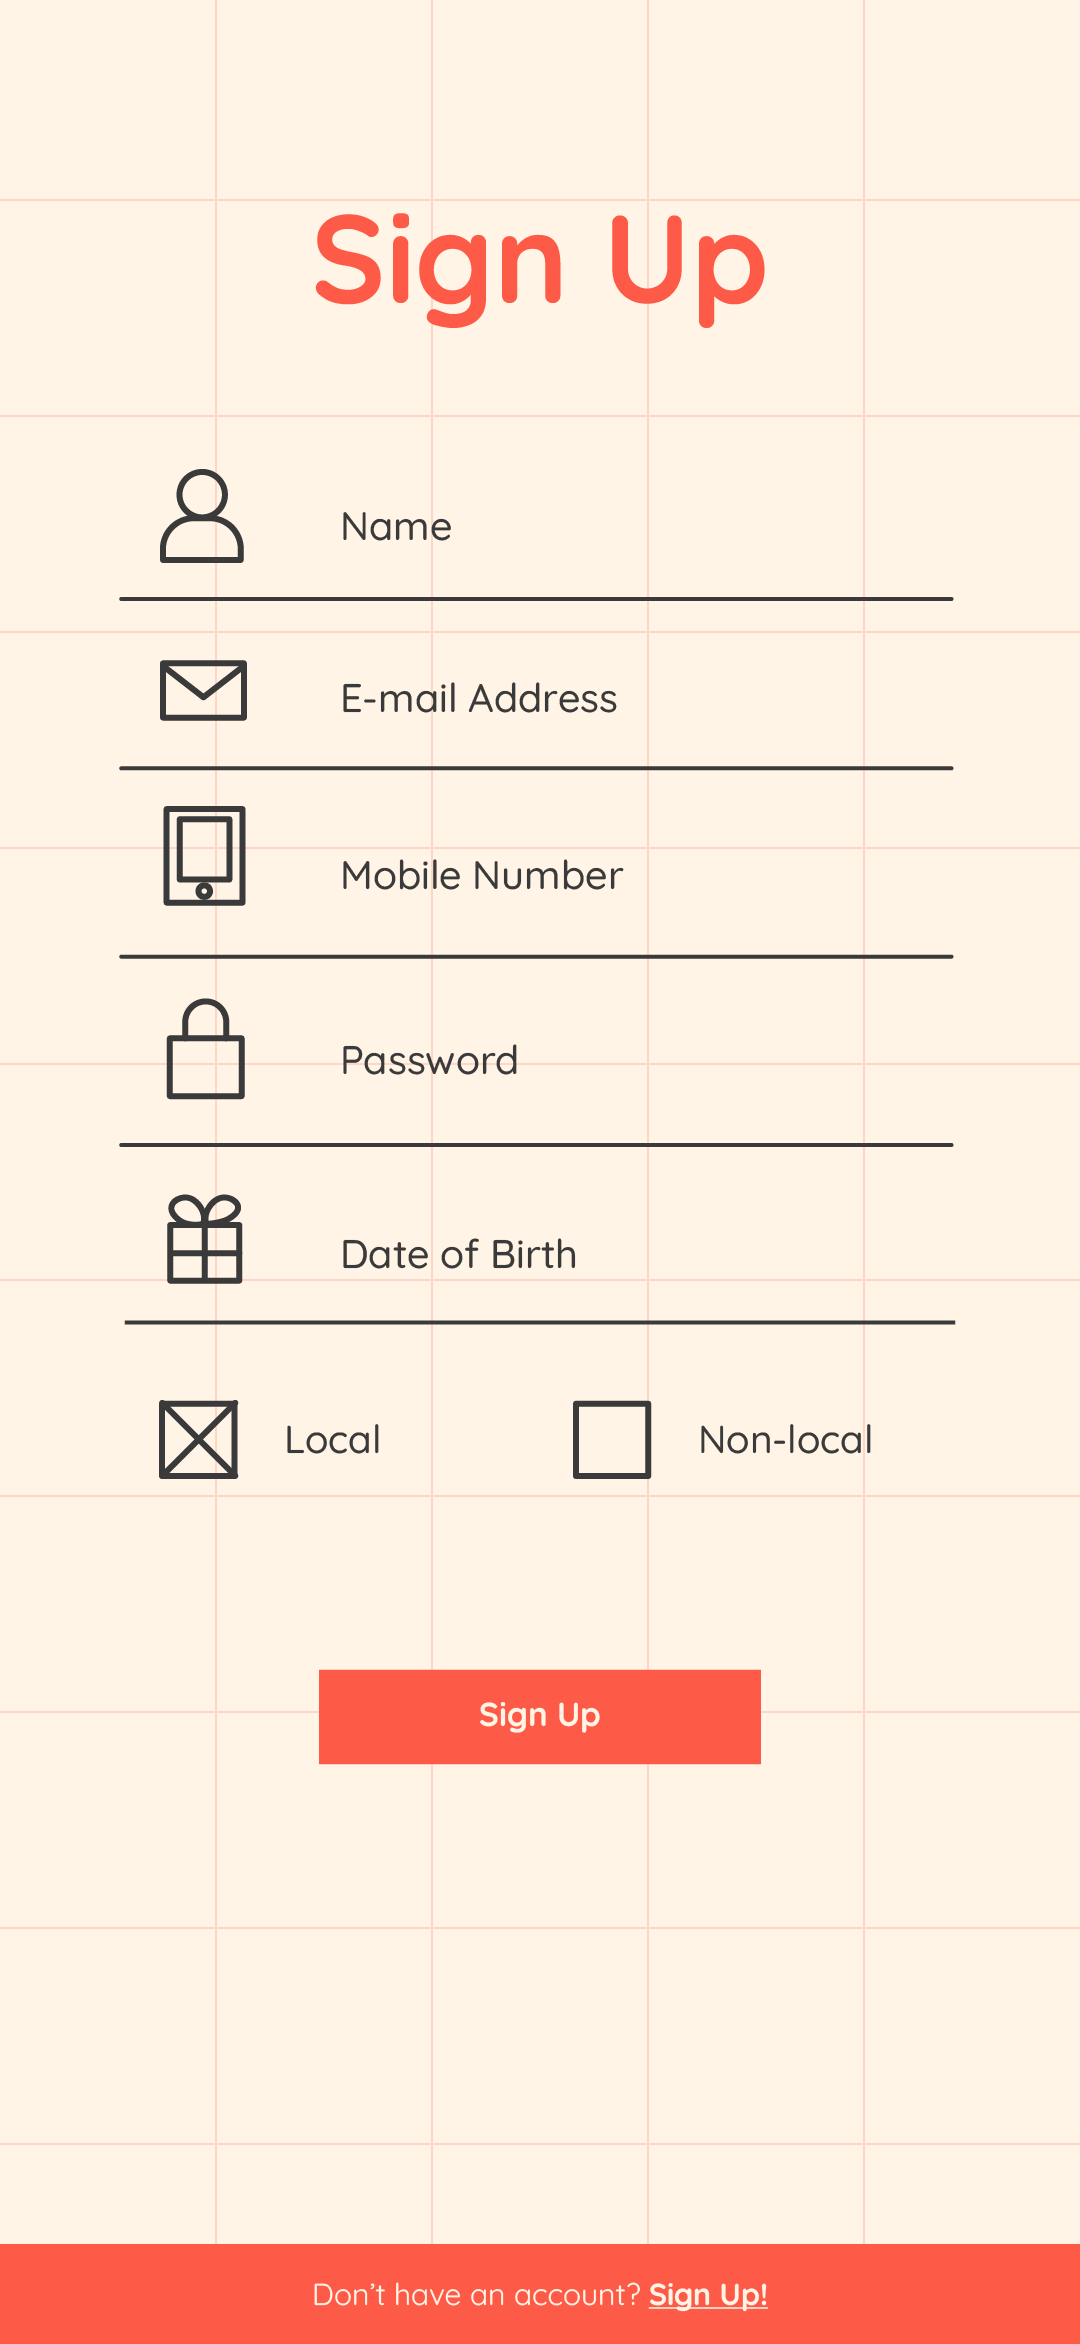 Sign Up
Name
E-mail Address
Mobile Number
Password
Date of Birth
Local Non-local
Sign Up
Don’t have an account? Sign Up!